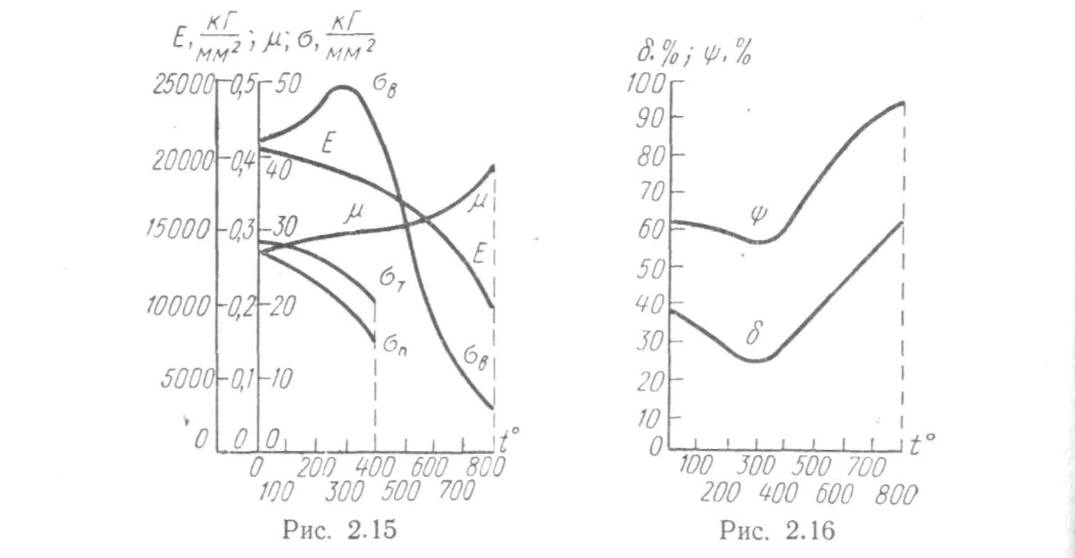 E, кГ/мм²; μ; σ, кГ/мм²
25000 0,5 50
20000 0,4 40
15000 0,3 30
10000 0,2 20
5000 0,1 10
0 0 0
σв
E
μ
μ
E
σт
σп
σв
t°
0 200 400 600 800
100 300 500 700
Рис. 2.15
δ.%; ψ.%
100
90
80
70
60
50
40
30
20
10
0
ψ
δ
t°
100 300 500 700
200 400 600 800
Рис. 2.16